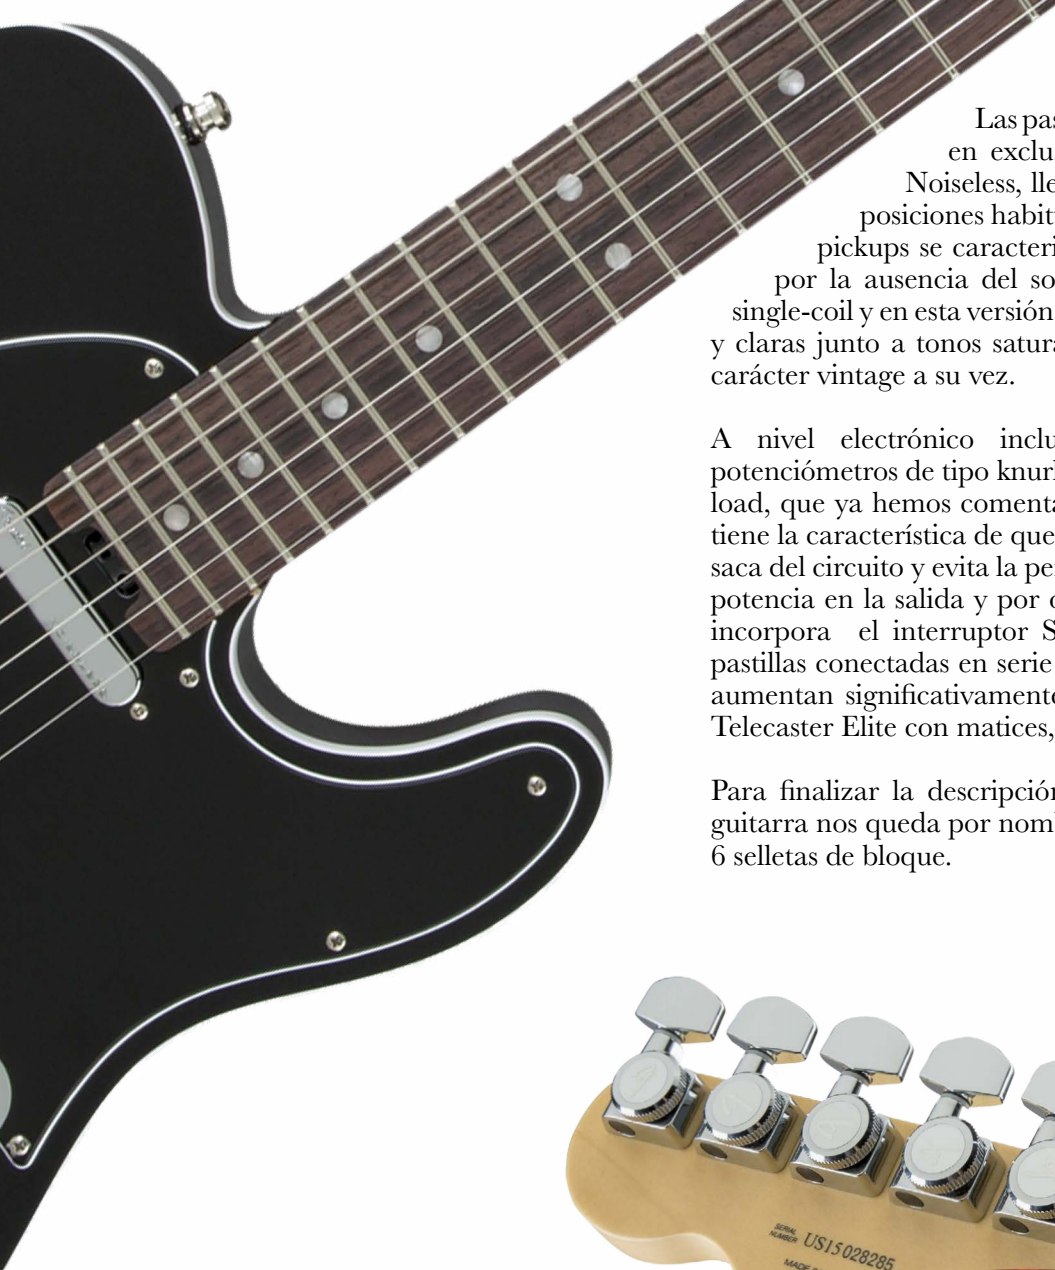 Las pas
en exclu
Noiseless, lle
posiciones habit
pickups se caracteri
por la ausencia del so
single-coil y en esta versión
y claras junto a tonos satura
carácter vintage a su vez.
A nivel electrónico inclu
potenciómetros de tipo knurl
load, que ya hemos comenta
tiene la característica de que
saca del circuito y evita la per
potencia en la salida y por o
incorpora el interruptor S
pastillas conectadas en serie
aumentan significativamente
Telecaster Elite con matices,
Para finalizar la descripción
guitarra nos queda por nomb
6 selletas de bloque.
SERIAL
NUMBER US15028285
MADE